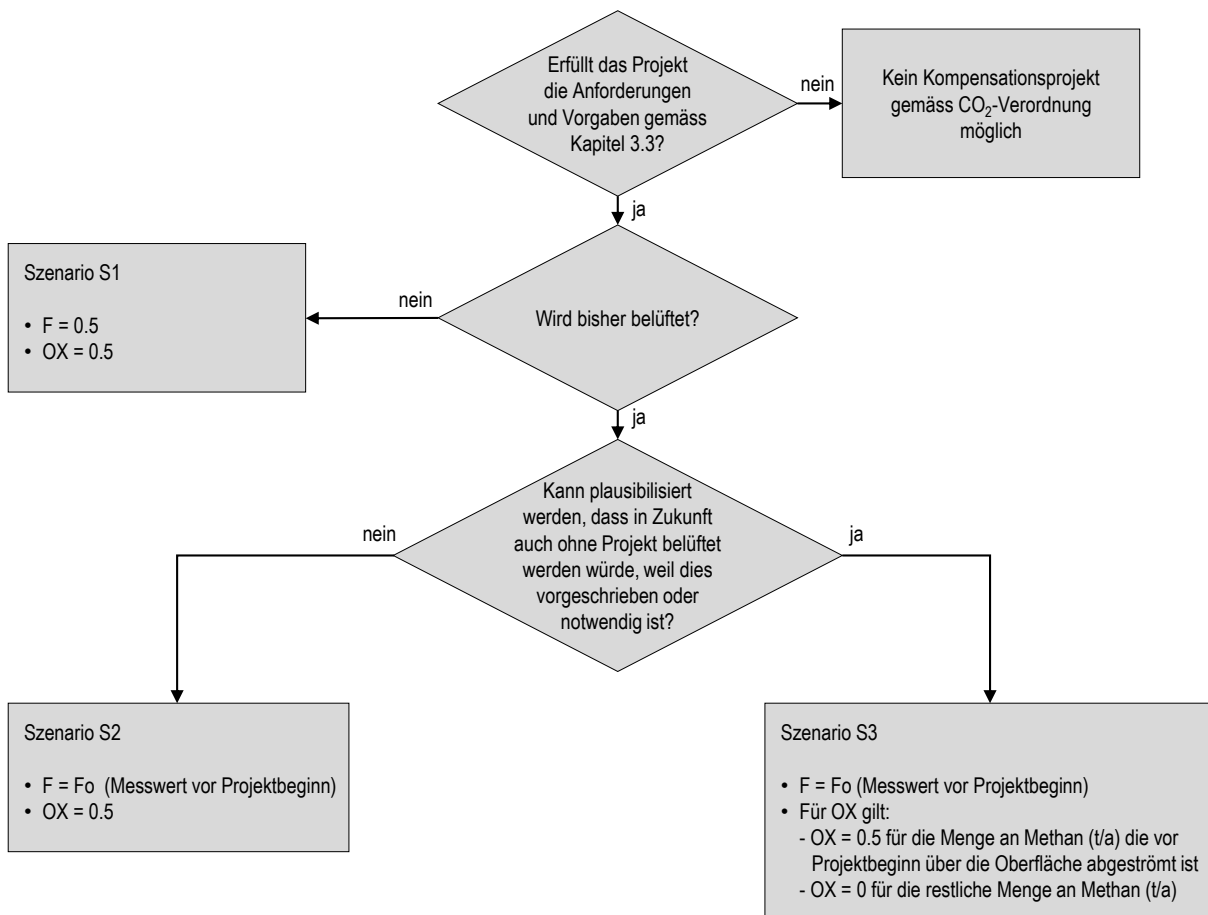 Erfüllt das Projekt
die Anforderungen
und Vorgaben gemäss
Kapitel 3.3?
nein
Kein Kompensationsprojekt
gemäss CO₂-Verordnung
möglich
ja
Szenario S1
• F = 0.5
• OX = 0.5
nein
Wird bisher belüftet?
ja
Kann plausibilisiert
werden, dass in Zukunft
auch ohne Projekt belüftet
werden würde, weil dies
vorgeschrieben oder
notwendig ist?
nein
ja
Szenario S2
• F = Fo (Messwert vor Projektbeginn)
• OX = 0.5
Szenario S3
• F = Fo (Messwert vor Projektbeginn)
• Für OX gilt:
- OX = 0.5 für die Menge an Methan (t/a) die vor
Projektbeginn über die Oberfläche abgeströmt ist
- OX = 0 für die restliche Menge an Methan (t/a)